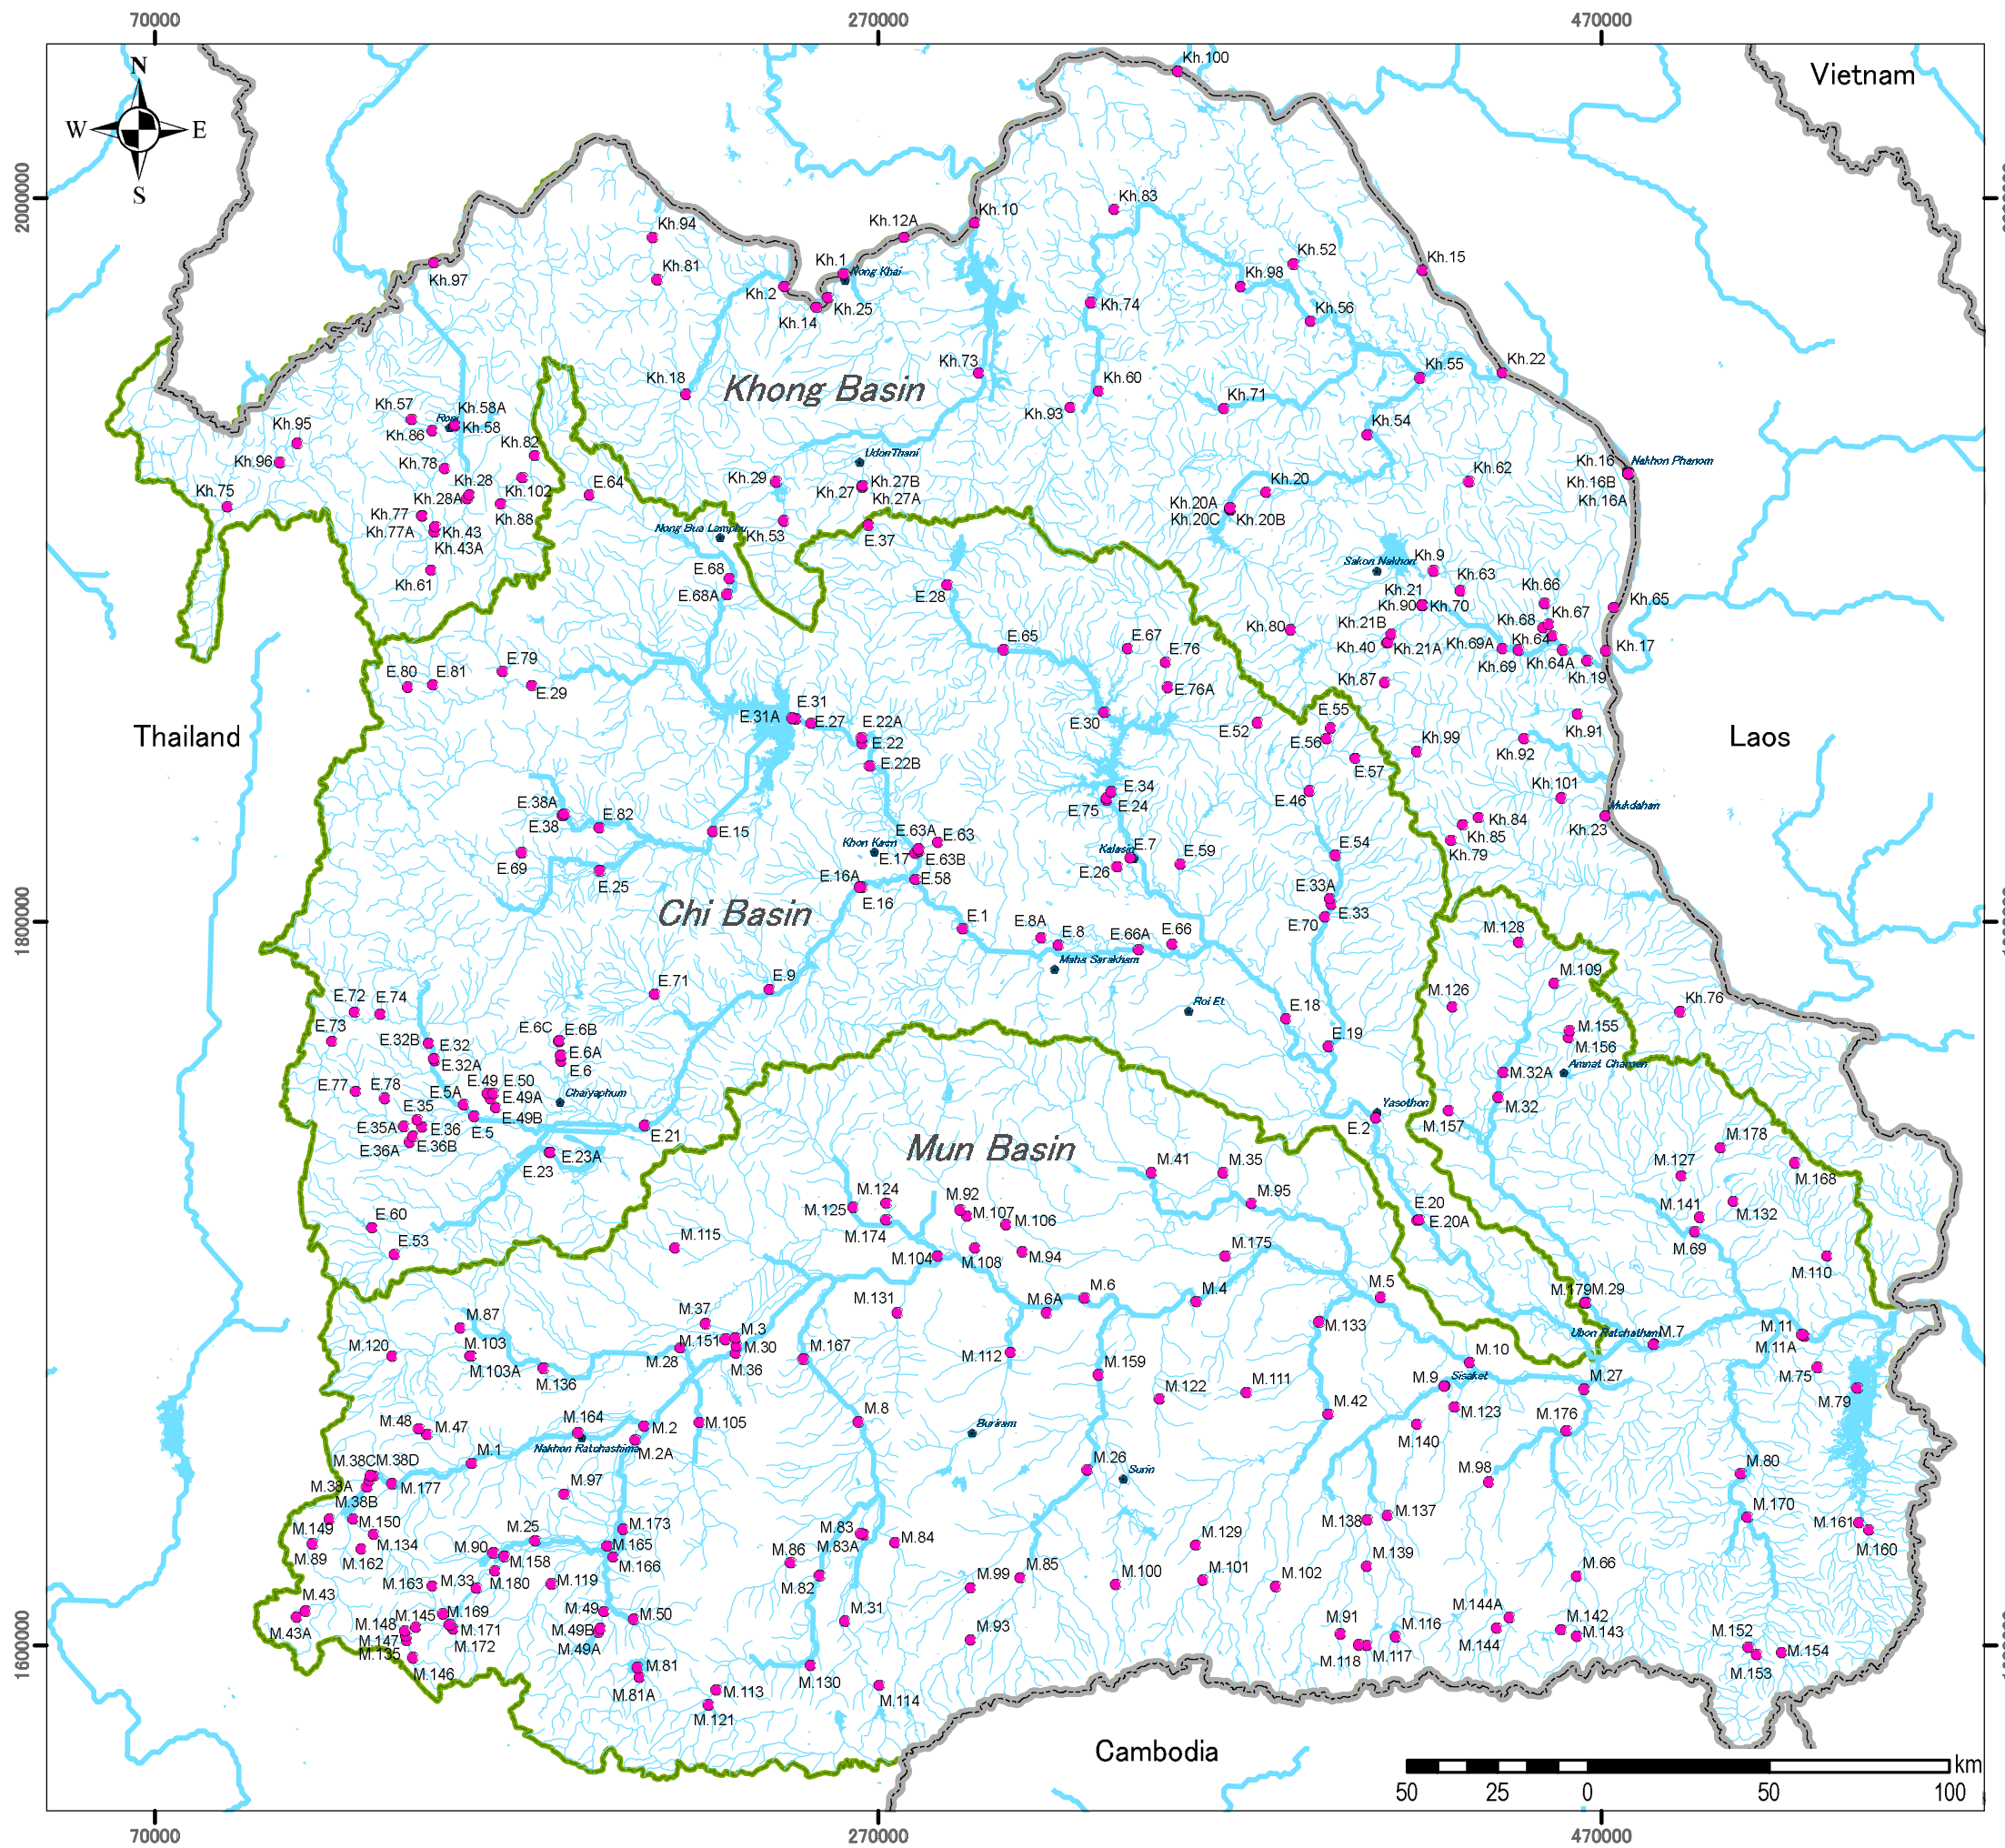 70000
270000
470000
Vietnam
N
W
E
S
Kh.100
2000000
Kh.83
Kh.10
Kh.12A
Kh.94
Kh.52
Kh.15
Kh.97
Kh.81
Kh.1
Nong Khai
Kh.98
Kh.2
Kh.25
Kh.14
Kh.74
Kh.56
Kh.73
Kh.55
Kh.22
Kh.18
Khong Basin
Kh.60
Kh.93
Kh.71
Kh.57
Kh.58A
Kh.58
Kh.86
Kh.95
Kh.54
Kh.82
Kh.96
Kh.78
UdonThani
Kh.16
Nakhon Phanom
Kh.16B
Kh.16A
Kh.62
Kh.28
Kh.28A
Kh.102
Kh.29
Kh.27B
Kh.27
Kh.27A
Kh.20
Kh.20A
Kh.20C
Kh.20B
E.64
Kh.75
Kh.77
Kh.88
Kh.77A
Kh.43
Kh.43A
Nong Bua Lamphu
Kh.53
E.37
Kh.61
Sakon Nakhon
Kh.9
E.68
E.68A
E.28
Kh.63
Kh.21
Kh.90
Kh.70
Kh.66
Kh.67
Kh.68
Kh.65
Kh.80
Kh.21B
Kh.40
Kh.21A
Kh.69A
Kh.64
Kh.69
Kh.64A
Kh.17
Kh.19
E.65
E.67
E.76
E.79
E.80
E.81
E.29
E.76A
Kh.87
E.31
E.31A
E.27
E.22A
E.22
E.22B
E.30
E.52
E.55
E.56
E.57
Kh.91
Kh.99
Kh.92
Thailand
Laos
E.34
E.75
E.24
E.46
Kh.101
Mukdahan
Kh.23
E.38A
E.38
E.82
E.15
Kh.84
Kh.85
Kh.79
E.63A
E.63
E.17
E.63B
Khon Kaen
Kalasin
E.7
E.26
E.59
E.54
E.69
E.25
E.16A
E.16
E.58
E.33A
E.33
E.70
Chi Basin
1800000
E.1
E.8A
E.8
E.66A
E.66
Maha Sarakham
M.128
M.109
E.71
E.9
Roi Et
E.18
M.126
Kh.76
E.72
E.74
E.73
E.6C
E.6B
E.6A
E.6
E.32B
E.32
E.32A
E.19
M.155
M.156
Amnat Charoen
M.32A
M.32
E.77
E.78
E.49
E.50
E.5A
E.49A
E.49B
E.5
Chaiyaphum
Yasothon
E.2
M.157
E.35
E.35A
E.36
E.36A
E.36B
E.21
E.23
E.23A
Mun Basin
M.178
M.168
M.127
M.41
M.35
M.95
M.124
M.125
M.174
M.92
M.107
M.106
E.20
E.20A
M.141
M.132
M.69
E.60
E.53
M.115
M.104
M.108
M.94
M.175
M.110
M.6
M.6A
M.4
M.5
M.179
M.29
M.131
M.87
M.37
M.3
M.151
M.30
M.28
M.36
M.167
M.133
Ubon Ratchathani
M.7
M.11
M.11A
M.120
M.103
M.103A
M.136
M.112
M.159
M.122
M.111
M.10
M.9
Sisaket
M.27
M.75
M.79
M.48
M.47
M.164
M.2
M.105
M.8
Nakhon Ratchashima
M.2A
Buriram
M.42
M.123
M.140
M.176
M.1
M.38C
M.38D
M.38A
M.177
M.38B
M.97
M.26
Surin
M.98
M.80
M.149
M.150
M.89
M.134
M.162
M.25
M.173
M.83
M.83A
M.84
M.138
M.137
M.170
M.161
M.160
M.90
M.158
M.165
M.166
M.86
M.129
M.163
M.33
M.180
M.119
M.82
M.99
M.85
M.100
M.101
M.102
M.139
M.66
M.43
M.43A
M.145
M.148
M.169
M.171
M.147
M.172
M.135
M.146
M.49
M.50
M.49B
M.49A
M.31
M.93
M.91
M.116
M.118
M.117
M.144A
M.144
M.142
M.143
M.152
M.154
M.153
1600000
M.81
M.81A
M.113
M.121
M.130
M.114
Cambodia
km
50
25
0
50
100
70000
270000
470000